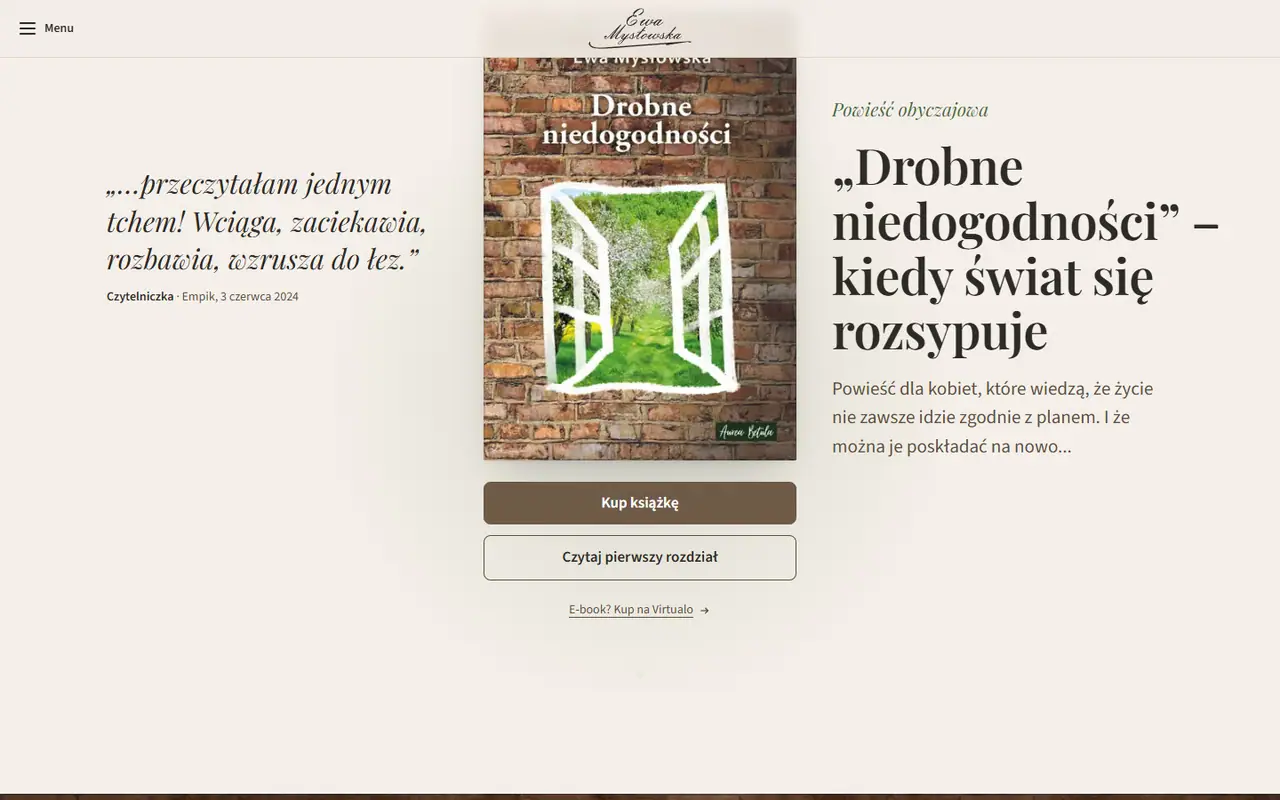 Menu
Ewa
Mysłowska
„…przeczytałam jednym
tchem! Wciąga, zaciekawia,
rozbawia, wzrusza do łez.”
Czytelniczka · Empik, 3 czerwca 2024
Ewa Mysłowska
Drobne
niedogodności
Aurea Betula
Kup książkę
Czytaj pierwszy rozdział
E-book? Kup na Virtualo →
Powieść obyczajowa
„Drobne
niedogodności” –
kiedy świat się
rozsypuje
Powieść dla kobiet, które wiedzą, że życie
nie zawsze idzie zgodnie z planem. I że
można je poskładać na nowo...